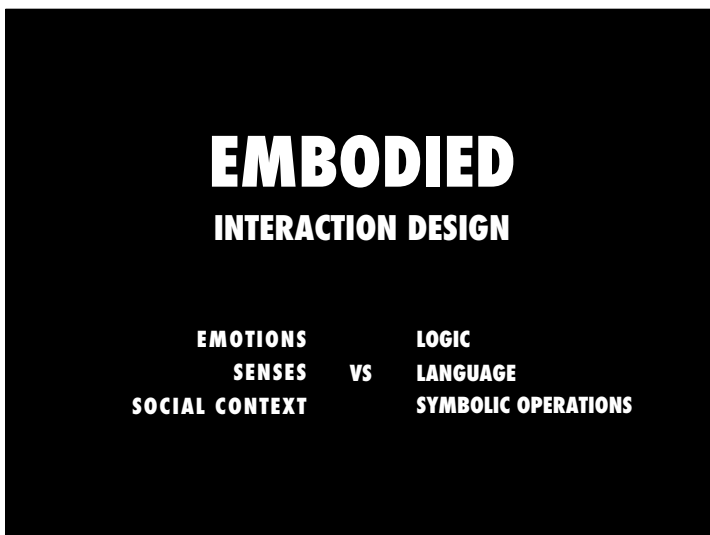 EMBODIED
INTERACTION DESIGN
EMOTIONS LOGIC
SENSES VS LANGUAGE
SOCIAL CONTEXT SYMBOLIC OPERATIONS